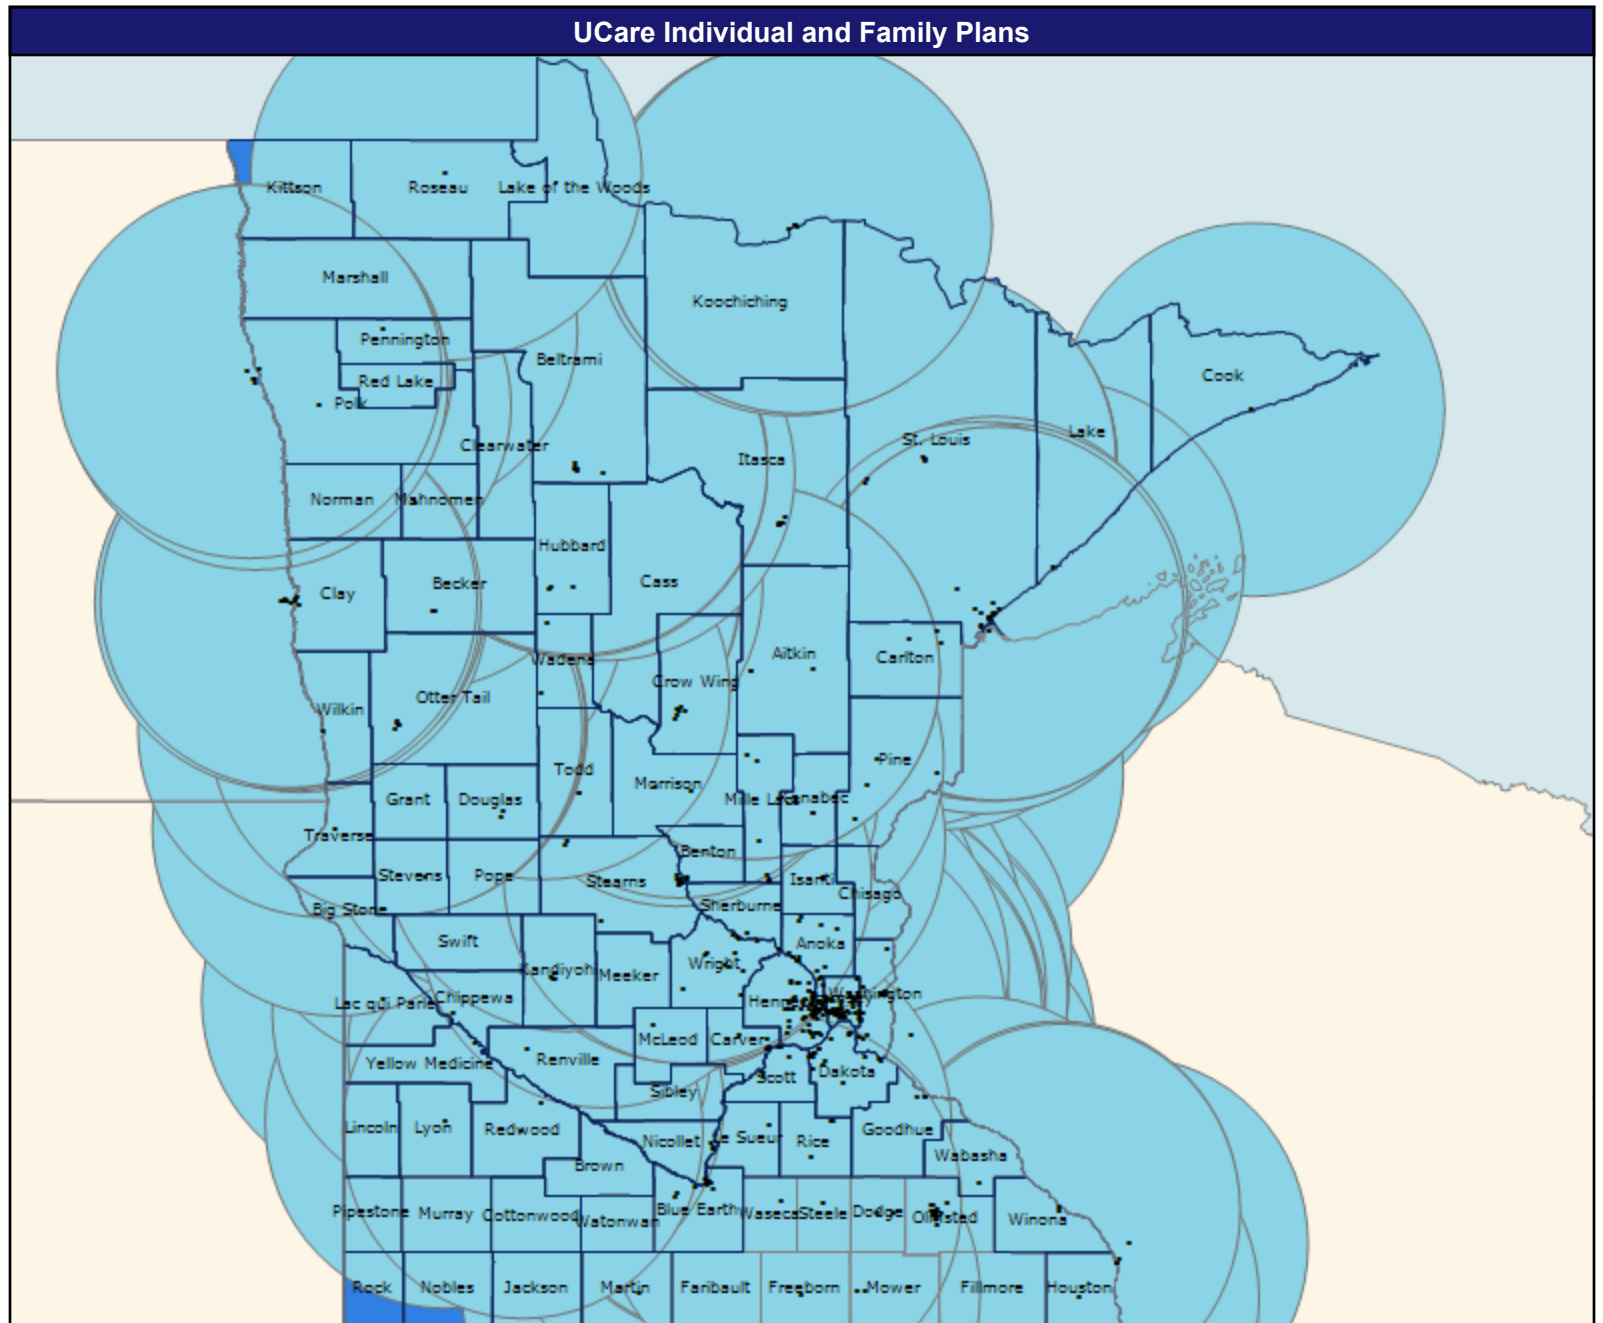 UCare Individual and Family Plans
Kittson
Roseau
Lake of the Woods
Marshall
Koochiching
Pennington
Beltrami
Red Lake
Cook
Polk
Lake
St. Louis
Clearwater
Itasca
Norman
Mahnomen
Hubbard
Becker
Cass
Clay
Aitkin
Carlton
Wadena
Crow Wing
Otter Tail
Wilkin
Pine
Todd
Morrison
Grant
Douglas
Mille Lacs
Kanabec
Traverse
Benton
Stevens
Pope
Stearns
Isanti
Chisago
Big Stone
Sherburne
Swift
Anoka
Kandiyohi
Meeker
Wright
Lac qui Parle
Chippewa
Henne
Washington
McLeod
Carver
Yellow Medicine
Renville
Scott
Dakota
Sibley
Lincoln
Lyon
Redwood
Nicollet
Le Sueur
Rice
Goodhue
Wabasha
Brown
Pipestone
Murray
Cottonwood
Watonwan
Blue Earth
Waseca
Steele
Dodge
Olmsted
Winona
Rock
Nobles
Jackson
Martin
Faribault
Freeborn
Mower
Fillmore
Houston